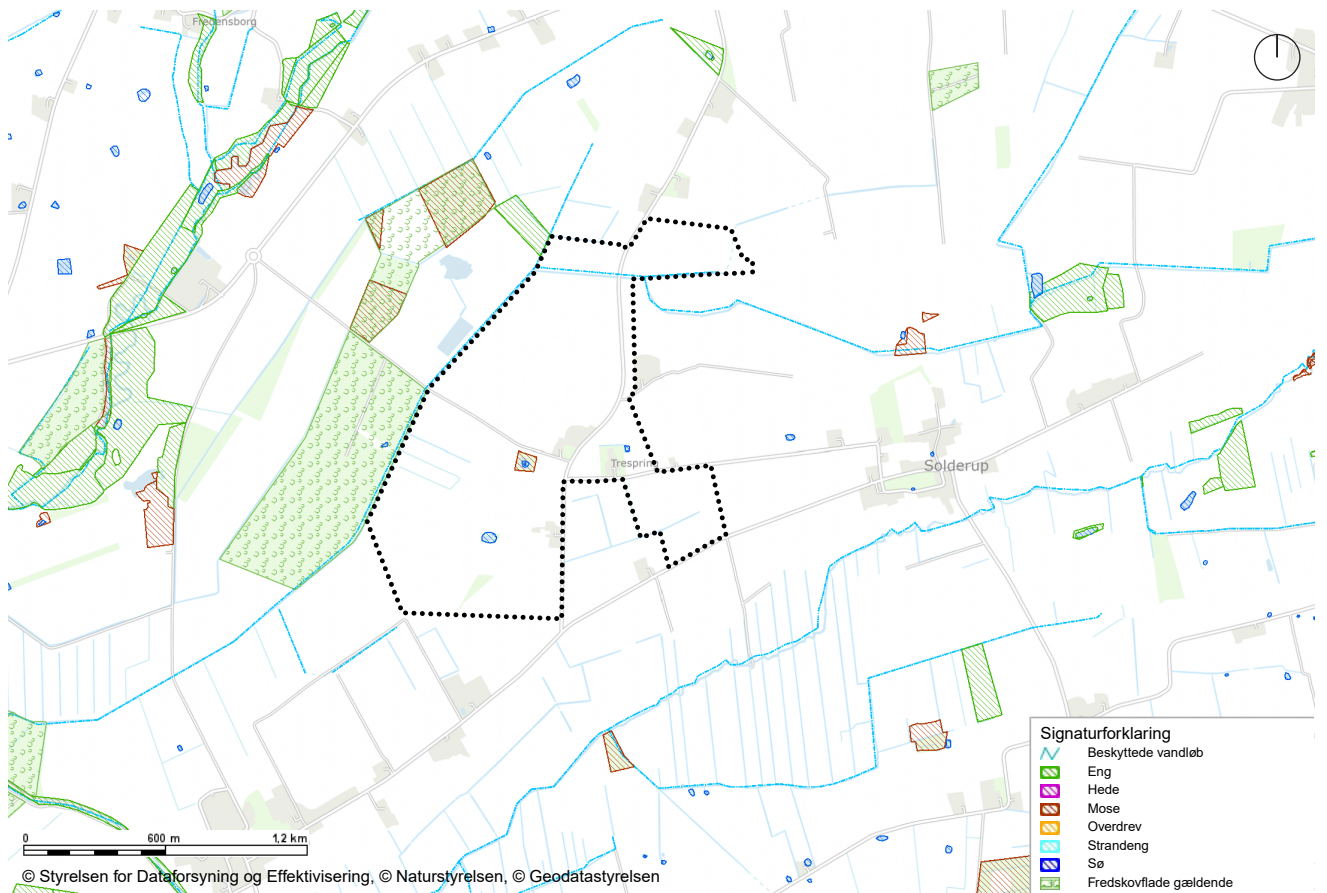 Fredensborg
Trespring
Solderup
Signaturforklaring
Beskyttede vandløb
Eng
Hede
Mose
Overdrev
Strandeng
Sø
Fredskovflade gældende
0 600 m 1,2 km
© Styrelsen for Dataforsyning og Effektivisering, © Naturstyrelsen, © Geodatastyrelsen